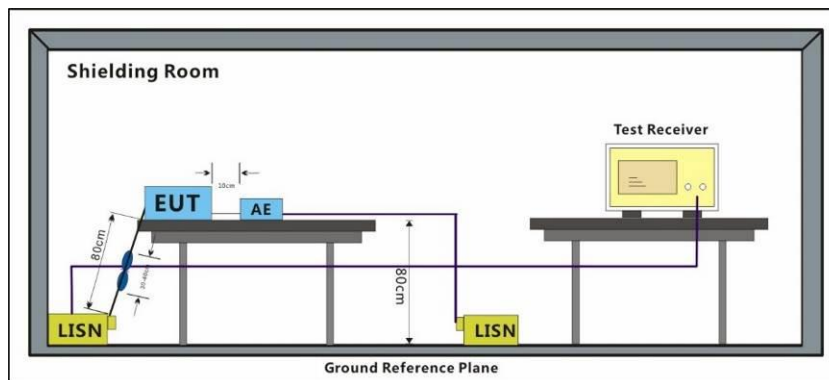 Shielding Room
Test Receiver
10cm
EUT
AE
80cm
80cm
LISN
LISN
Ground Reference Plane